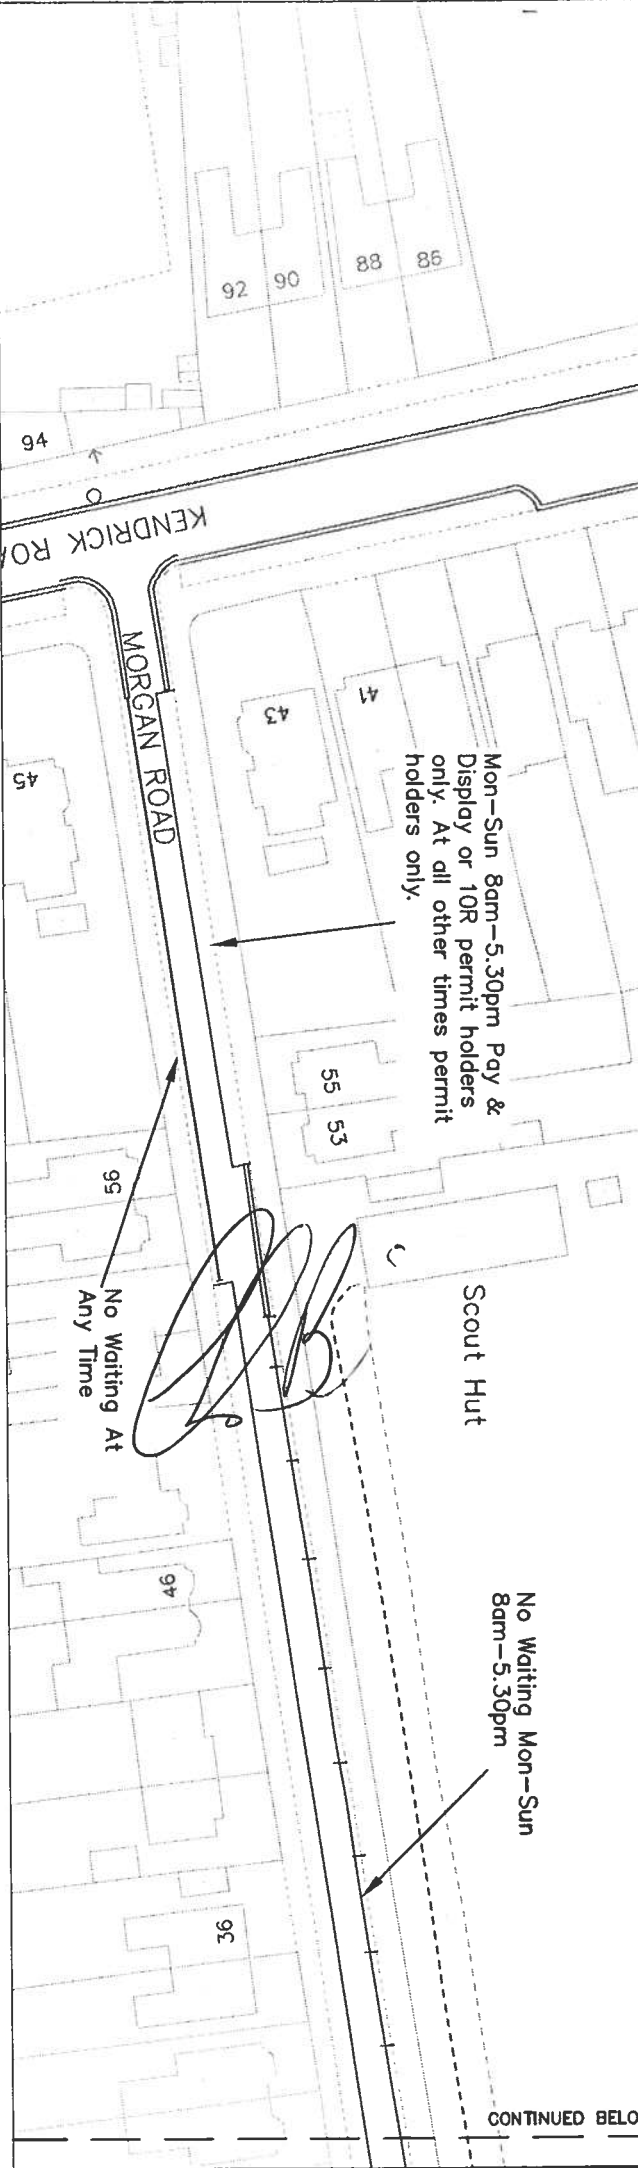 92
90
88
86
94
KENDRICK ROA
MORGAN ROAD
43
41
45
Mon-Sun 8am-5.30pm Pay &
Display or 10R permit holders
only. At all other times permit
holders only.
55
53
56
No Waiting At
Any Time
Scout Hut
46
No Waiting Mon-Sun
8am-5.30pm
36
CONTINUED BELO